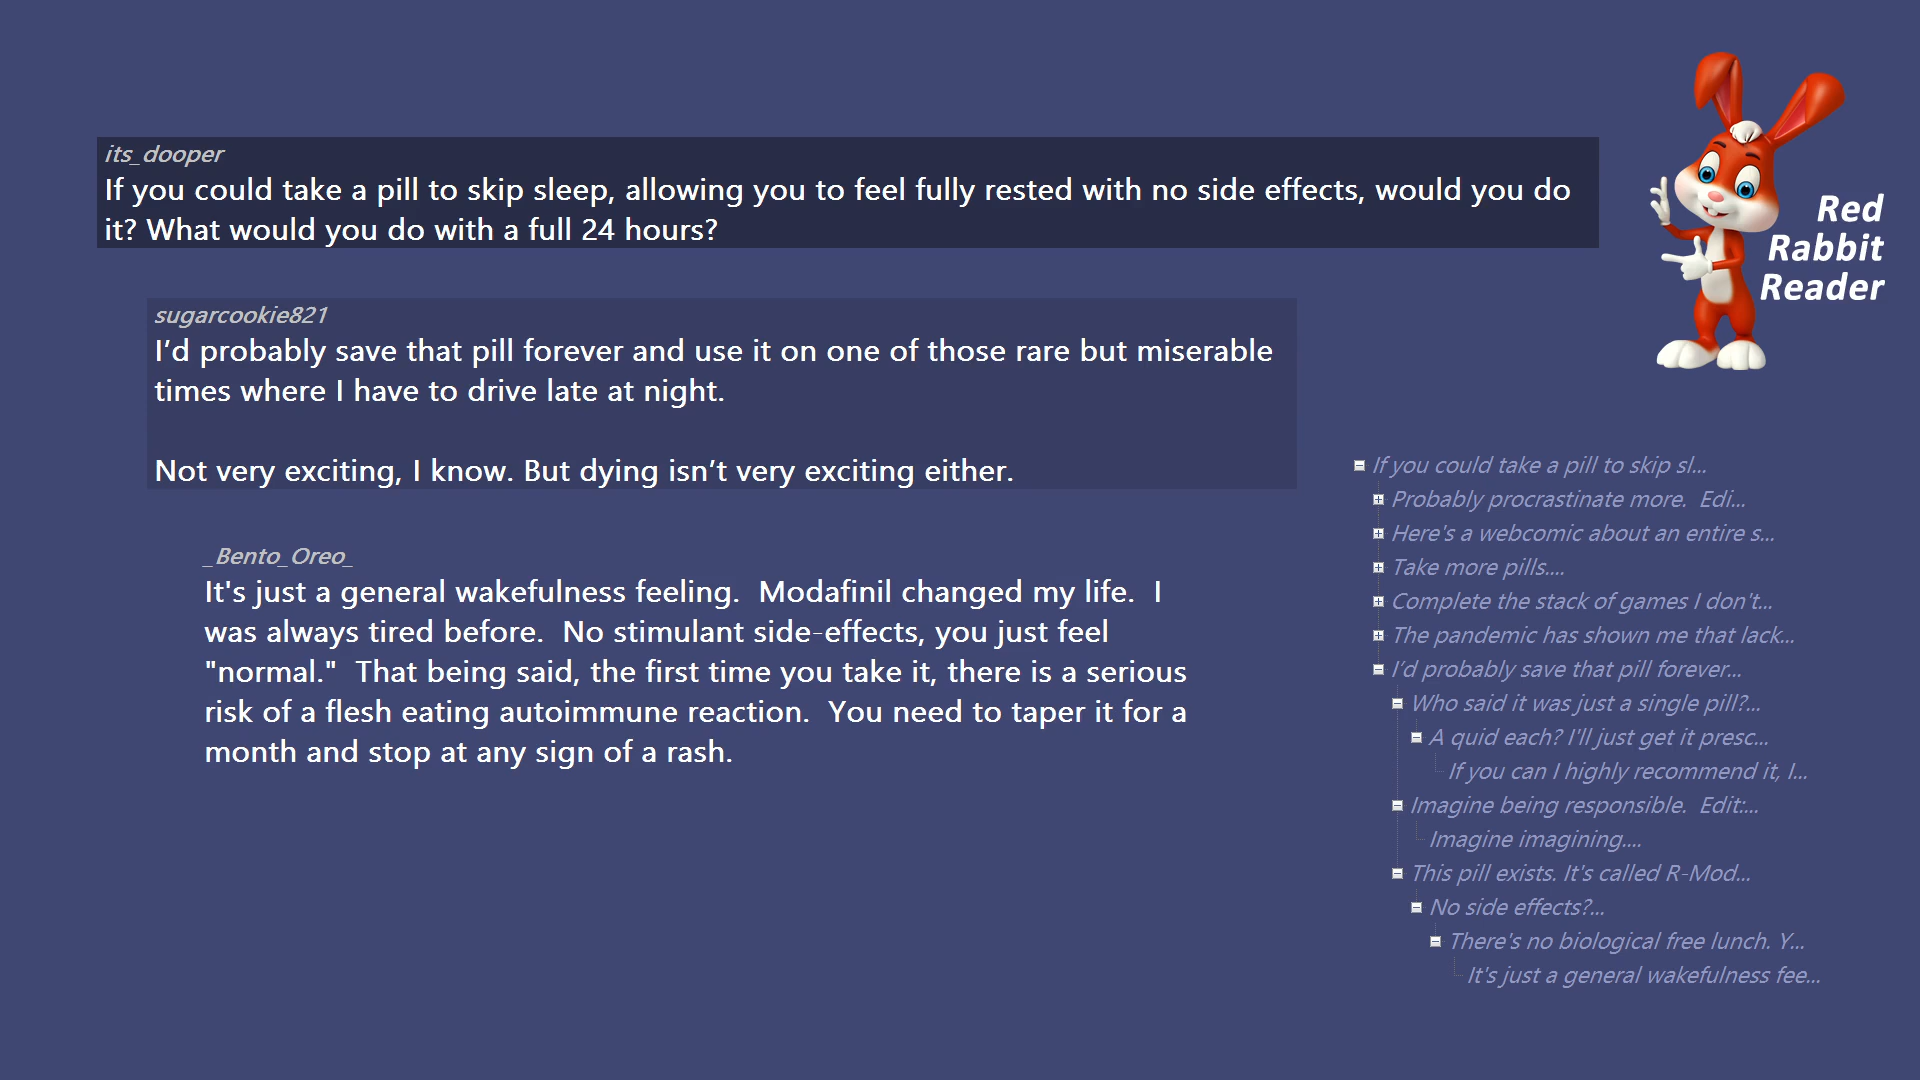 its_dooper
If you could take a pill to skip sleep, allowing you to feel fully rested with no side effects, would you do
it? What would you do with a full 24 hours?
sugarcookie821
I’d probably save that pill forever and use it on one of those rare but miserable
times where I have to drive late at night.
Not very exciting, I know. But dying isn’t very exciting either.
_Bento_Oreo_
It's just a general wakefulness feeling.  Modafinil changed my life.  I
was always tired before.  No stimulant side-effects, you just feel
"normal."  That being said, the first time you take it, there is a serious
risk of a flesh eating autoimmune reaction.  You need to taper it for a
month and stop at any sign of a rash.
Red
Rabbit
Reader
If you could take a pill to skip sl...
Probably procrastinate more.  Edi...
Here's a webcomic about an entire s...
Take more pills....
Complete the stack of games I don't...
The pandemic has shown me that lack...
I’d probably save that pill forever...
Who said it was just a single pill?...
A quid each? I'll just get it presc...
If you can I highly recommend it, I...
Imagine being responsible.  Edit:...
Imagine imagining....
This pill exists. It's called R-Mod...
No side effects?...
There's no biological free lunch. Y...
It's just a general wakefulness fee...